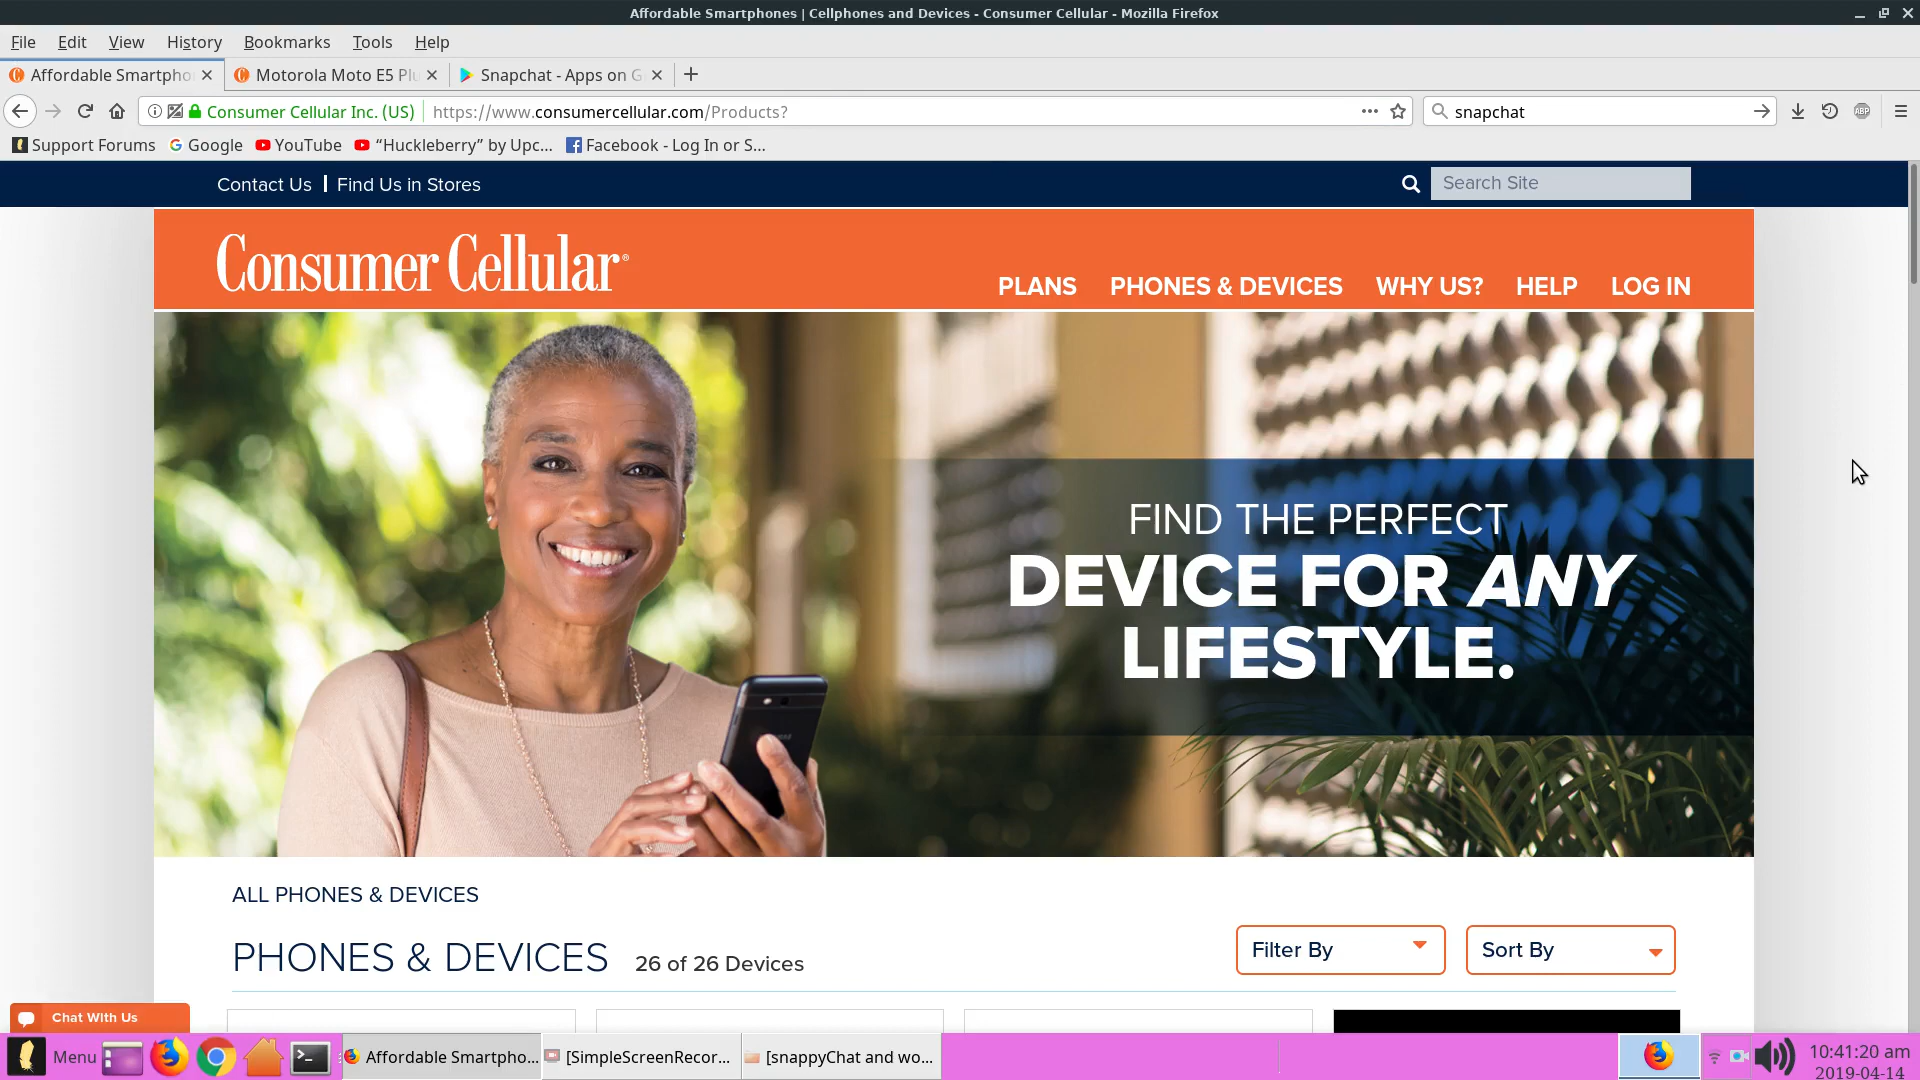 Affordable Smartphones | Cellphones and Devices - Consumer Cellular - Mozilla Firefox
File Edit View History Bookmarks Tools Help
Affordable Smartpho Motorola Moto E5 Plu Snapchat - Apps on G
Consumer Cellular Inc. (US) https://www.consumercellular.com/Products? snapchat
ABP
Support Forums Google YouTube “Huckleberry” by Upc... Facebook - Log In or S...
Contact Us Find Us in Stores Search Site
Consumer Cellular®
PLANS PHONES & DEVICES WHY US? HELP LOG IN
FIND THE PERFECT
DEVICE FOR ANY
LIFESTYLE.
ALL PHONES & DEVICES
PHONES & DEVICES 26 of 26 Devices Filter By Sort By
Chat With Us
Menu Affordable Smartpho... [SimpleScreenRecor... [snappyChat and wo... 10:41:20 am
2019-04-14